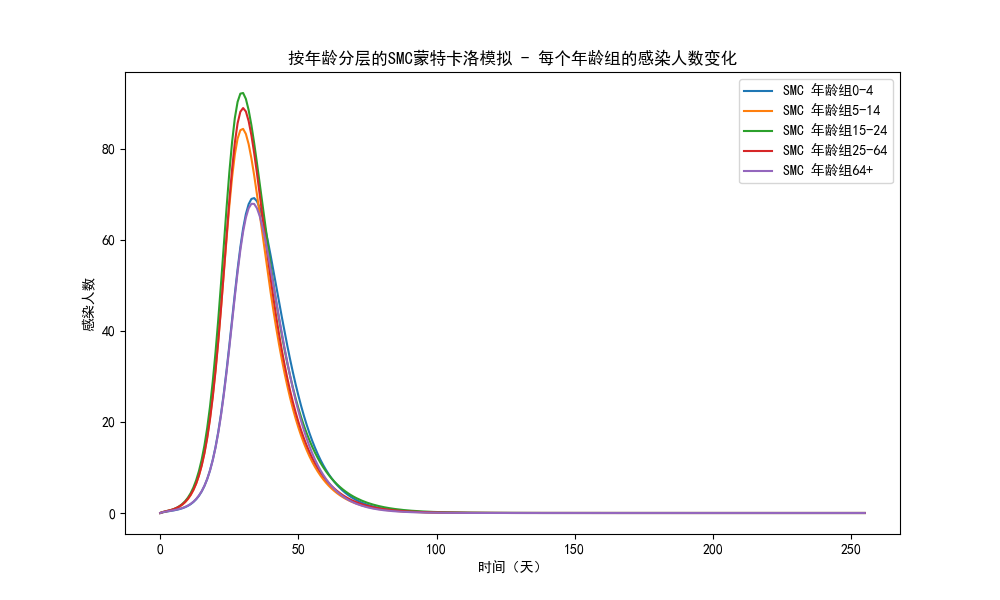 按年龄分层的SMC蒙特卡洛模拟 - 每个年龄组的感染人数变化
SMC 年龄组0-4
SMC 年龄组5-14
SMC 年龄组15-24
SMC 年龄组25-64
SMC 年龄组64+
80
60
40
20
0
感染人数
0 50 100 150 200 250
时间（天）